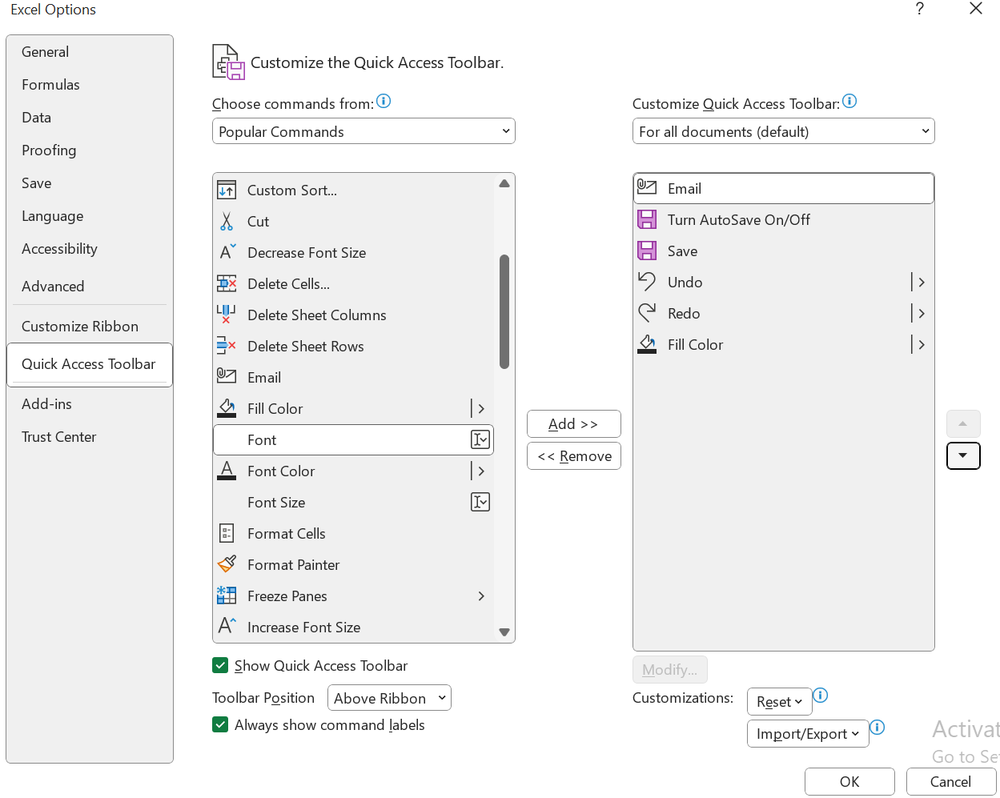 Excel Options
?
General
Formulas
Data
Proofing
Save
Language
Accessibility
Advanced
Customize Ribbon
Quick Access Toolbar
Add-ins
Trust Center
Customize the Quick Access Toolbar.
Choose commands from:
Popular Commands
Custom Sort...
Cut
Decrease Font Size
Delete Cells...
Delete Sheet Columns
Delete Sheet Rows
Email
Fill Color
Font
Font Color
Font Size
Format Cells
Format Painter
Freeze Panes
Increase Font Size
Show Quick Access Toolbar
Toolbar Position Above Ribbon
Always show command labels
Add >>
<< Remove
Customize Quick Access Toolbar:
For all documents (default)
Email
Turn AutoSave On/Off
Save
Undo
Redo
Fill Color
Modify...
Customizations: Reset
Import/Export
Go to
OK Cancel